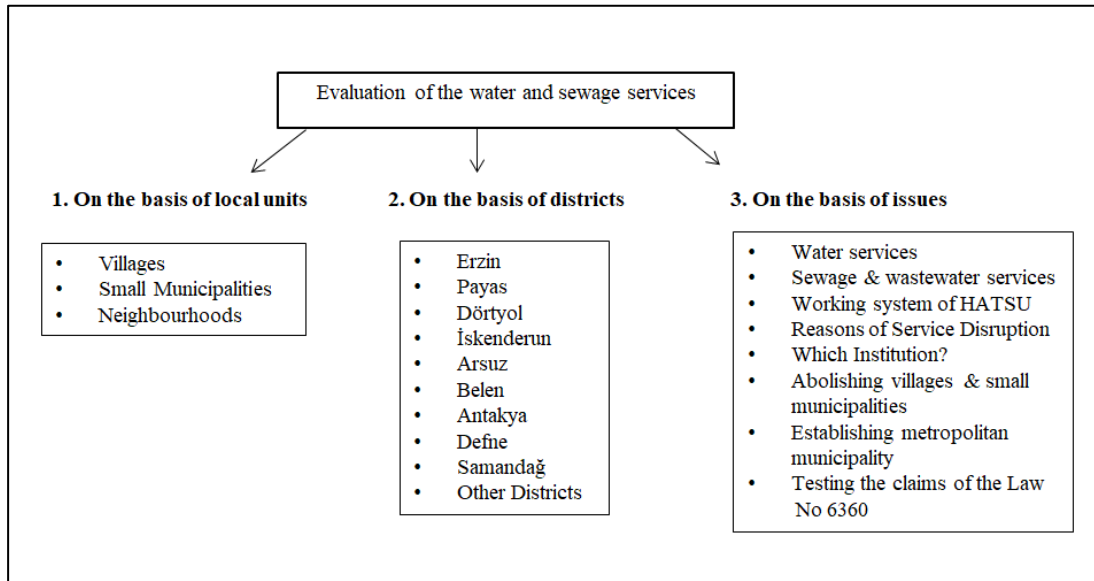 Evaluation of the water and sewage services
1. On the basis of local units
• Villages
• Small Municipalities
• Neighbourhoods
2. On the basis of districts
• Erzin
• Payas
• Dörtyol
• İskenderun
• Arsuz
• Belen
• Antakya
• Defne
• Samandağ
• Other Districts
3. On the basis of issues
• Water services
• Sewage & wastewater services
• Working system of HATSU
• Reasons of Service Disruption
• Which Institution?
• Abolishing villages & small
municipalities
• Establishing metropolitan
municipality
• Testing the claims of the Law
No 6360